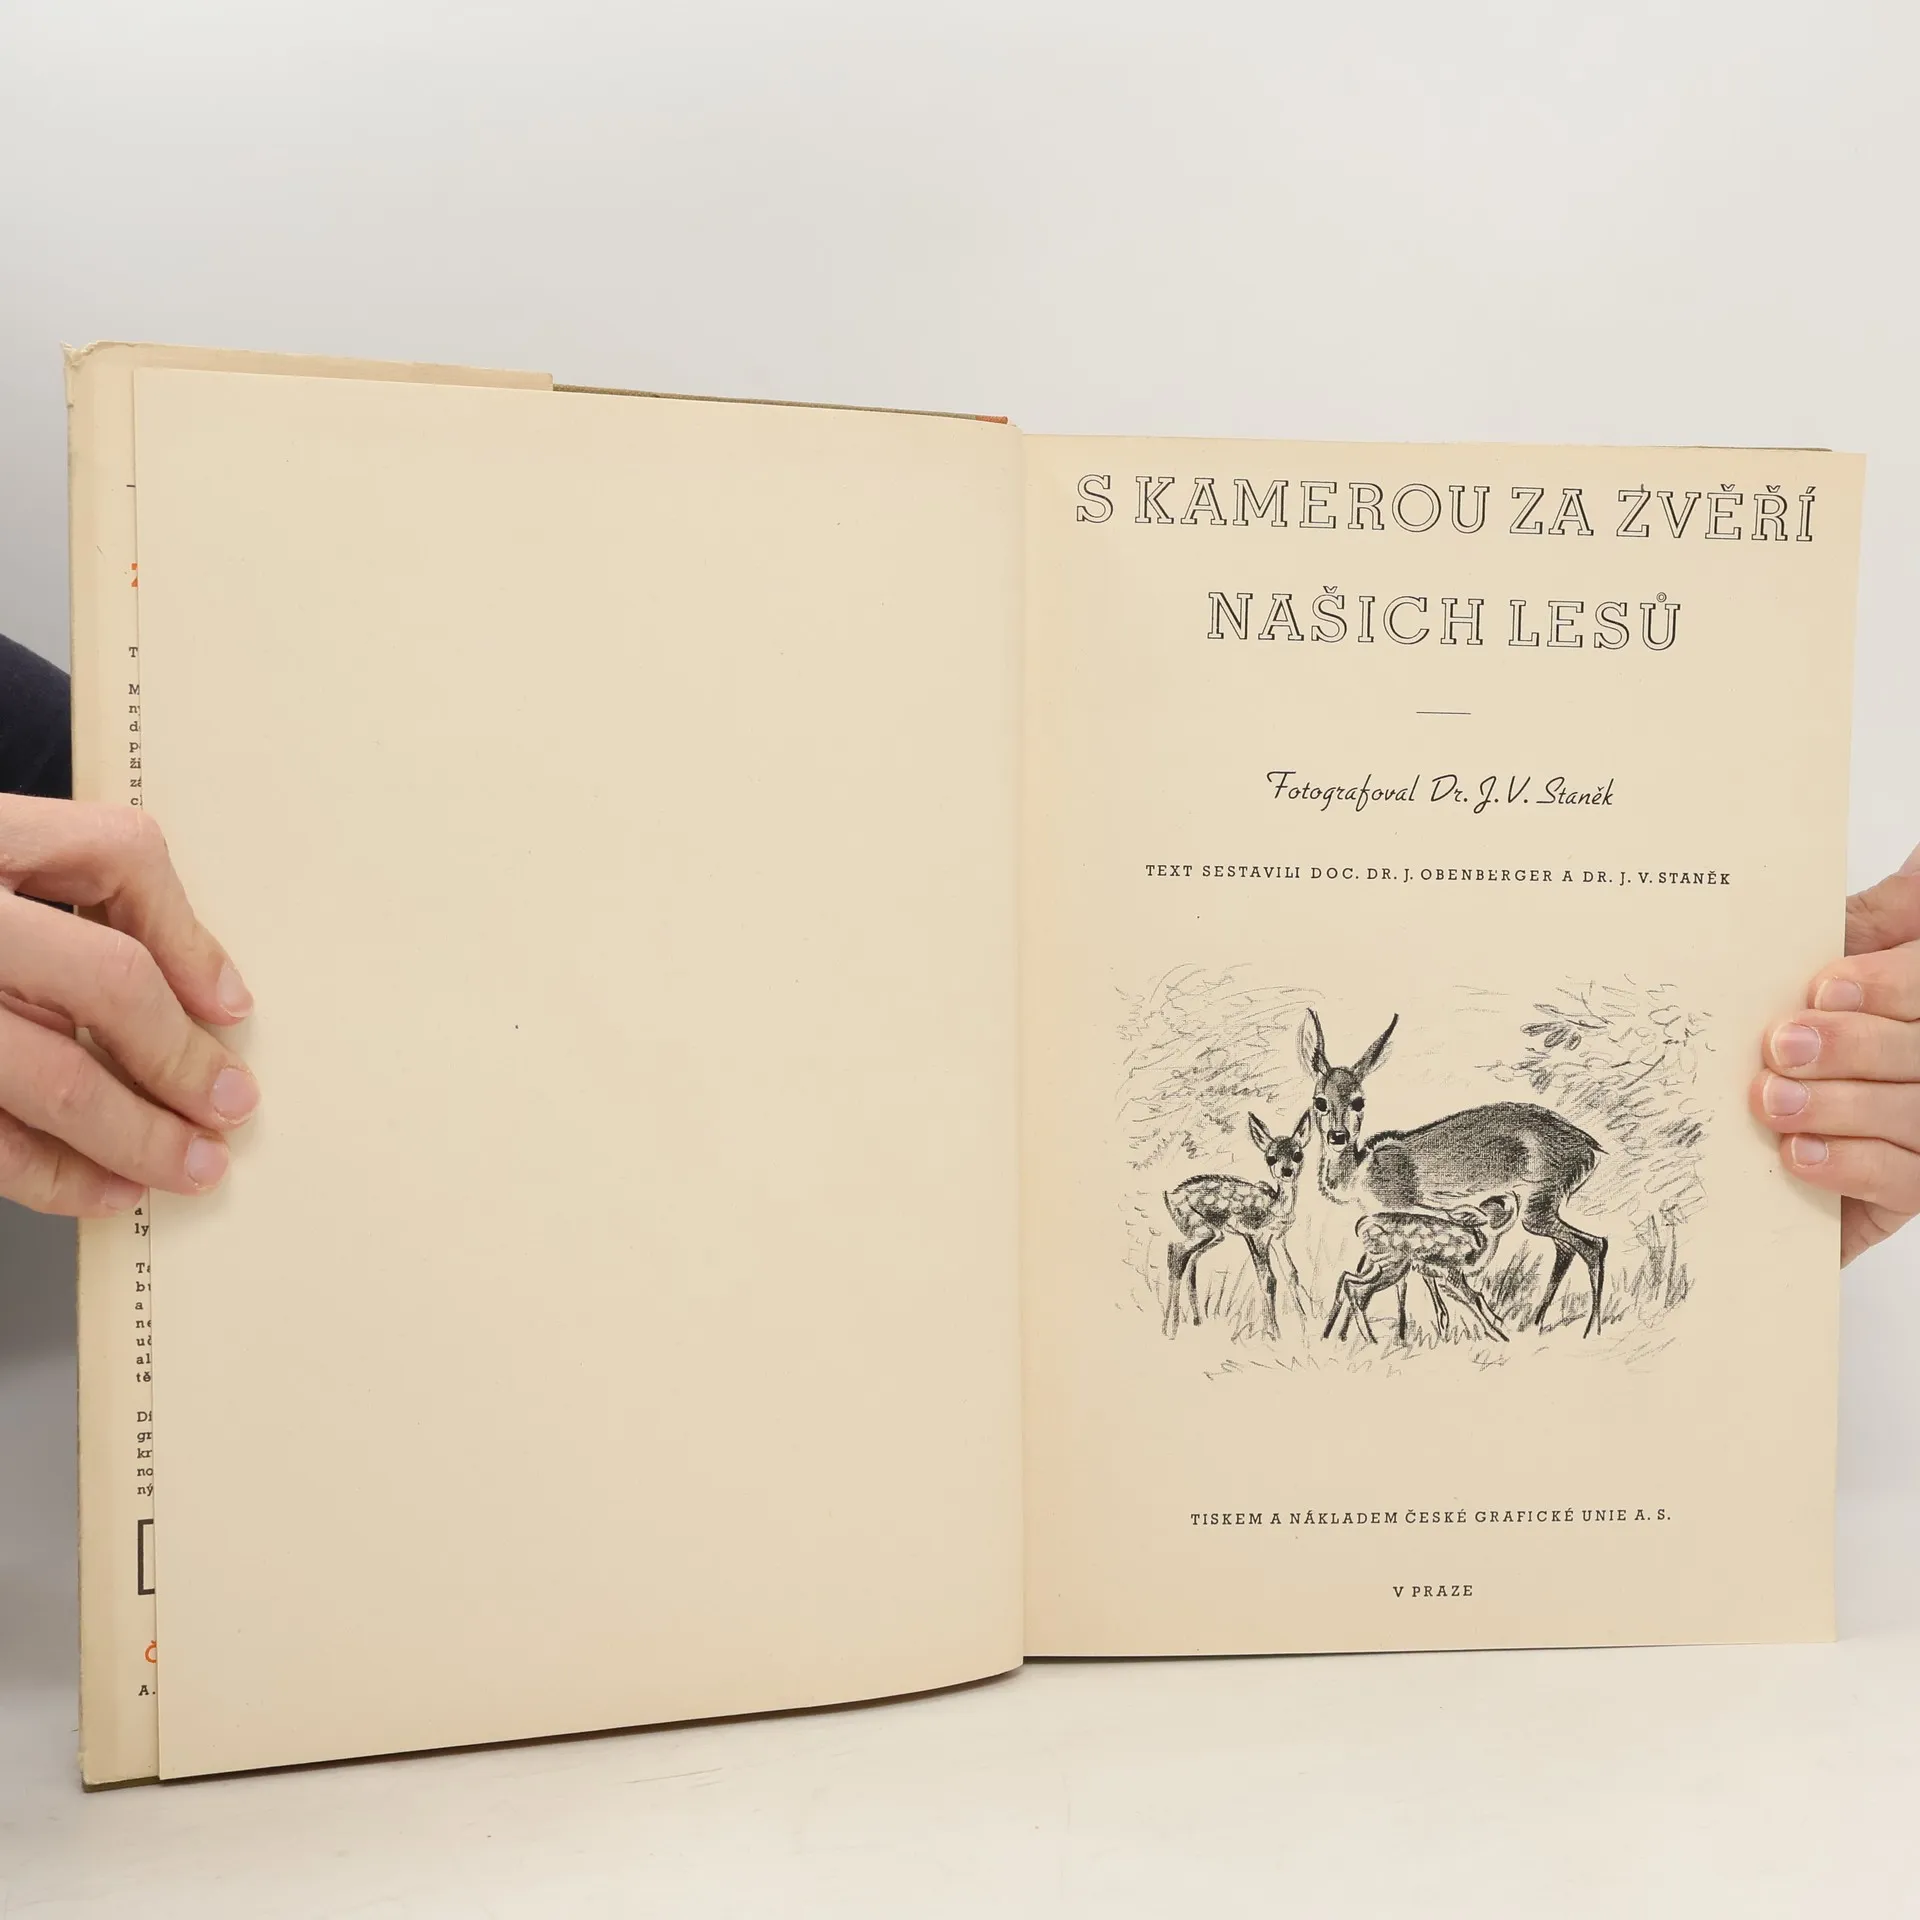 S KAMEROU ZA ZVĚŘÍ
NAŠICH LESŮ
Fotografoval Dr. J. V. Staněk
TEXT SESTAVILI DOC. DR. J. OBENBERGER A DR. J. V. STANĚK
TISKEM A NÁKLADEM ČESKÉ GRAFICKÉ UNIE A. S.
V PRAZE